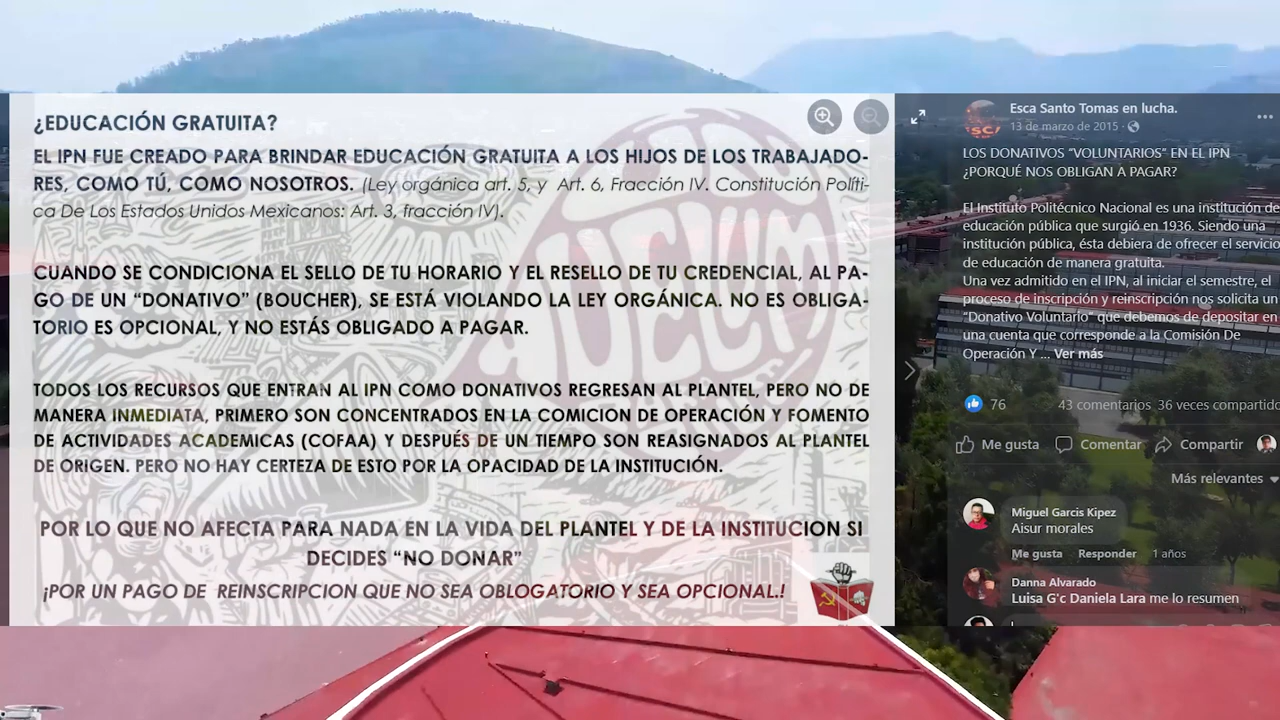 ¿EDUCACIÓN GRATUITA?
EL IPN FUE CREADO PARA BRINDAR EDUCACIÓN GRATUITA A LOS HIJOS DE LOS TRABAJADO-
RES, COMO TÚ, COMO NOSOTROS. (Ley orgánica art. 5, y Art. 6, Fracción IV. Constitución Políti-
ca De Los Estados Unidos Mexicanos: Art. 3, fracción IV).
CUANDO SE CONDICIONA EL SELLO DE TU HORARIO Y EL RESELLO DE TU CREDENCIAL, AL PA-
GO DE UN “DONATIVO” (BOUCHER), SE ESTÁ VIOLANDO LA LEY ORGÁNICA. NO ES OBLIGA-
TORIO ES OPCIONAL, Y NO ESTÁS OBLIGADO A PAGAR.
TODOS LOS RECURSOS QUE ENTRAN AL IPN COMO DONATIVOS REGRESAN AL PLANTEL, PERO NO DE
MANERA INMEDIATA, PRIMERO SON CONCENTRADOS EN LA COMICION DE OPERACIÓN Y FOMENTO
DE ACTIVIDADES ACADEMICAS (COFAA) Y DESPUÉS DE UN TIEMPO SON REASIGNADOS AL PLANTEL
DE ORIGEN. PERO NO HAY CERTEZA DE ESTO POR LA OPACIDAD DE LA INSTITUCIÓN.
POR LO QUE NO AFECTA PARA NADA EN LA VIDA DEL PLANTEL Y DE LA INSTITUCION SI
DECIDES “NO DONAR”
¡POR UN PAGO DE REINSCRIPCION QUE NO SEA OBLOGATORIO Y SEA OPCIONAL.!
Esca Santo Tomas en lucha.
13 de marzo de 2015 ·
LOS DONATIVOS “VOLUNTARIOS” EN EL IPN
¿PORQUÉ NOS OBLIGAN A PAGAR?
El Instituto Politécnico Nacional es una institución de
educación pública que surgió en 1936. Siendo una
institución pública, ésta debiera de ofrecer el servicio
de educación de manera gratuita.
Una vez admitido en el IPN, al iniciar el semestre, el
proceso de inscripción y reinscripción nos solicita un
“Donativo Voluntario” que debemos de depositar en
una cuenta que corresponde a la Comisión De
Operación Y ... Ver más
76 43 comentarios 36 veces compartido
Me gusta Comentar Compartir
Más relevantes
Miguel Garcis Kipez
Aisur morales
Me gusta Responder 1 años
Danna Alvarado
Luisa G'c Daniela Lara me lo resumen